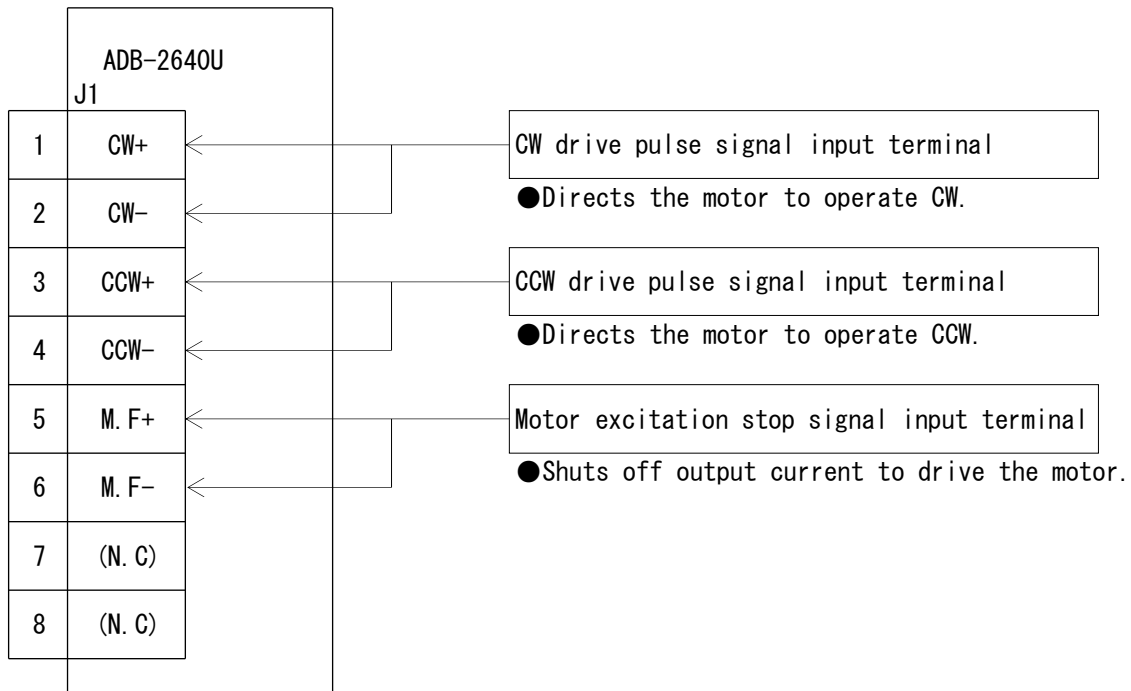 ADB-2640U
J1
1 CW+
CW drive pulse signal input terminal
2 CW-
●Directs the motor to operate CW.
3 CCW+
CCW drive pulse signal input terminal
4 CCW-
●Directs the motor to operate CCW.
5 M.F+
Motor excitation stop signal input terminal
6 M.F-
●Shuts off output current to drive the motor.
7 (N.C)
8 (N.C)